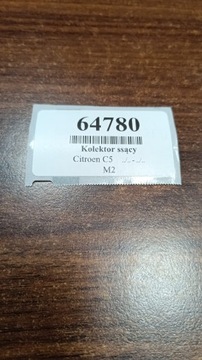 64780
Kolektor ssący
Citroen C5
M2